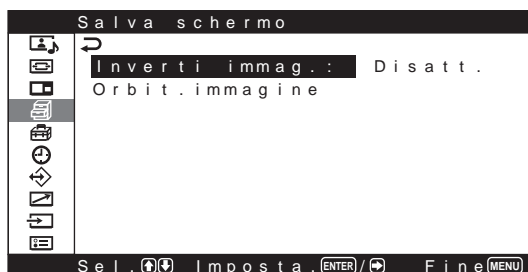 Salva schermo
Inverti immag.: Disatt.
Orbit.immagine
Sel. Imposta. ENTER/ Fine MENU